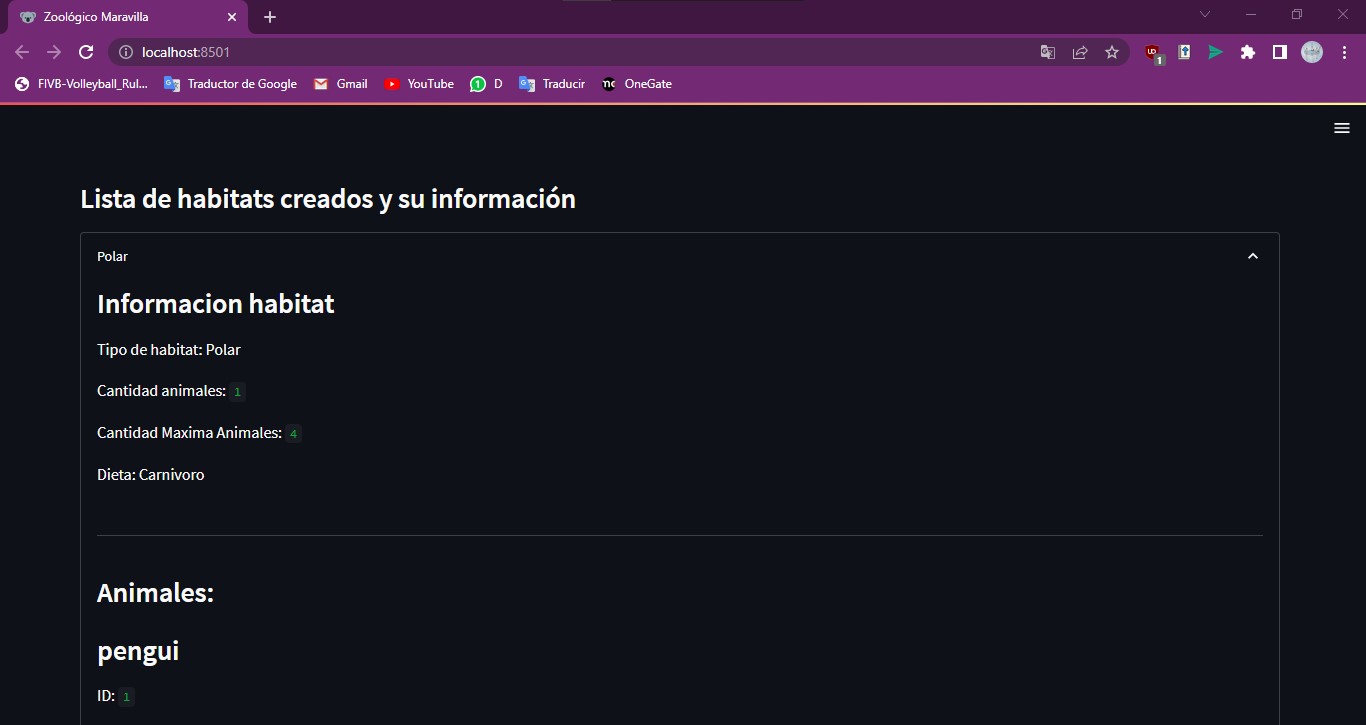 Zoológico Maravilla
localhost:8501
1
FIVB-Volleyball_Rul...
Traductor de Google
Gmail
YouTube
1
D
Traducir
OneGate
Lista de habitats creados y su información
Polar
Informacion habitat
Tipo de habitat: Polar
Cantidad animales: 1
Cantidad Maxima Animales: 4
Dieta: Carnivoro
Animales:
pengui
ID: 1